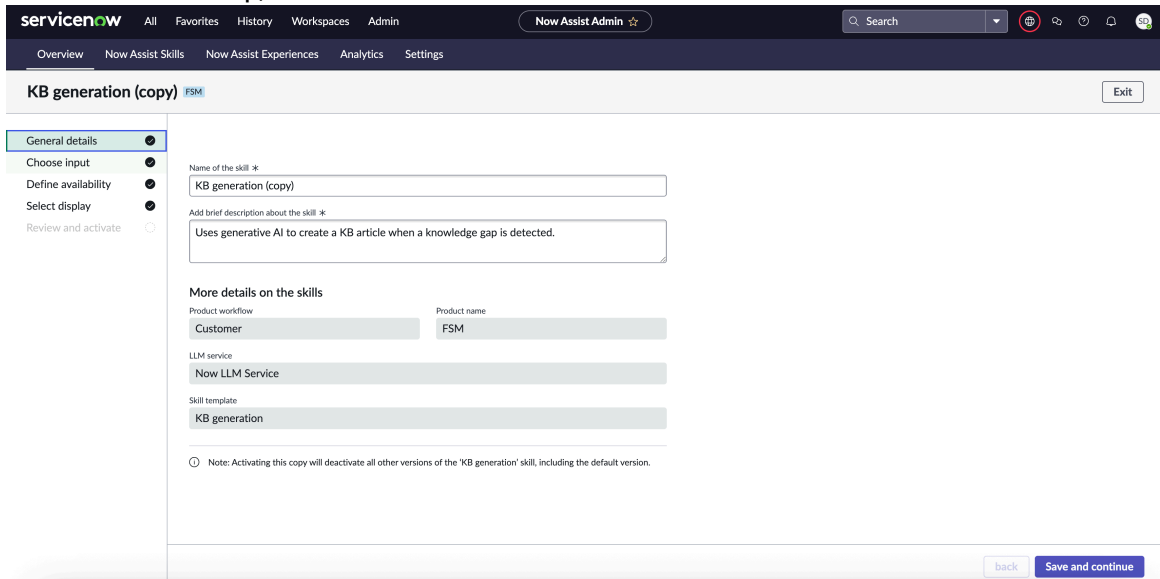 servicenow All Favorites History Workspaces Admin Now Assist Admin ☆ Search SD
Overview Now Assist Skills Now Assist Experiences Analytics Settings
KB generation (copy) FSM Exit
General details
Choose input
Define availability
Select display
Review and activate
Name of the skill *
KB generation (copy)
Add brief description about the skill *
Uses generative AI to create a KB article when a knowledge gap is detected.
More details on the skills
Product workflow Product name
Customer FSM
LLM service
Now LLM Service
Skill template
KB generation
Note: Activating this copy will deactivate all other versions of the 'KB generation' skill, including the default version.
back Save and continue